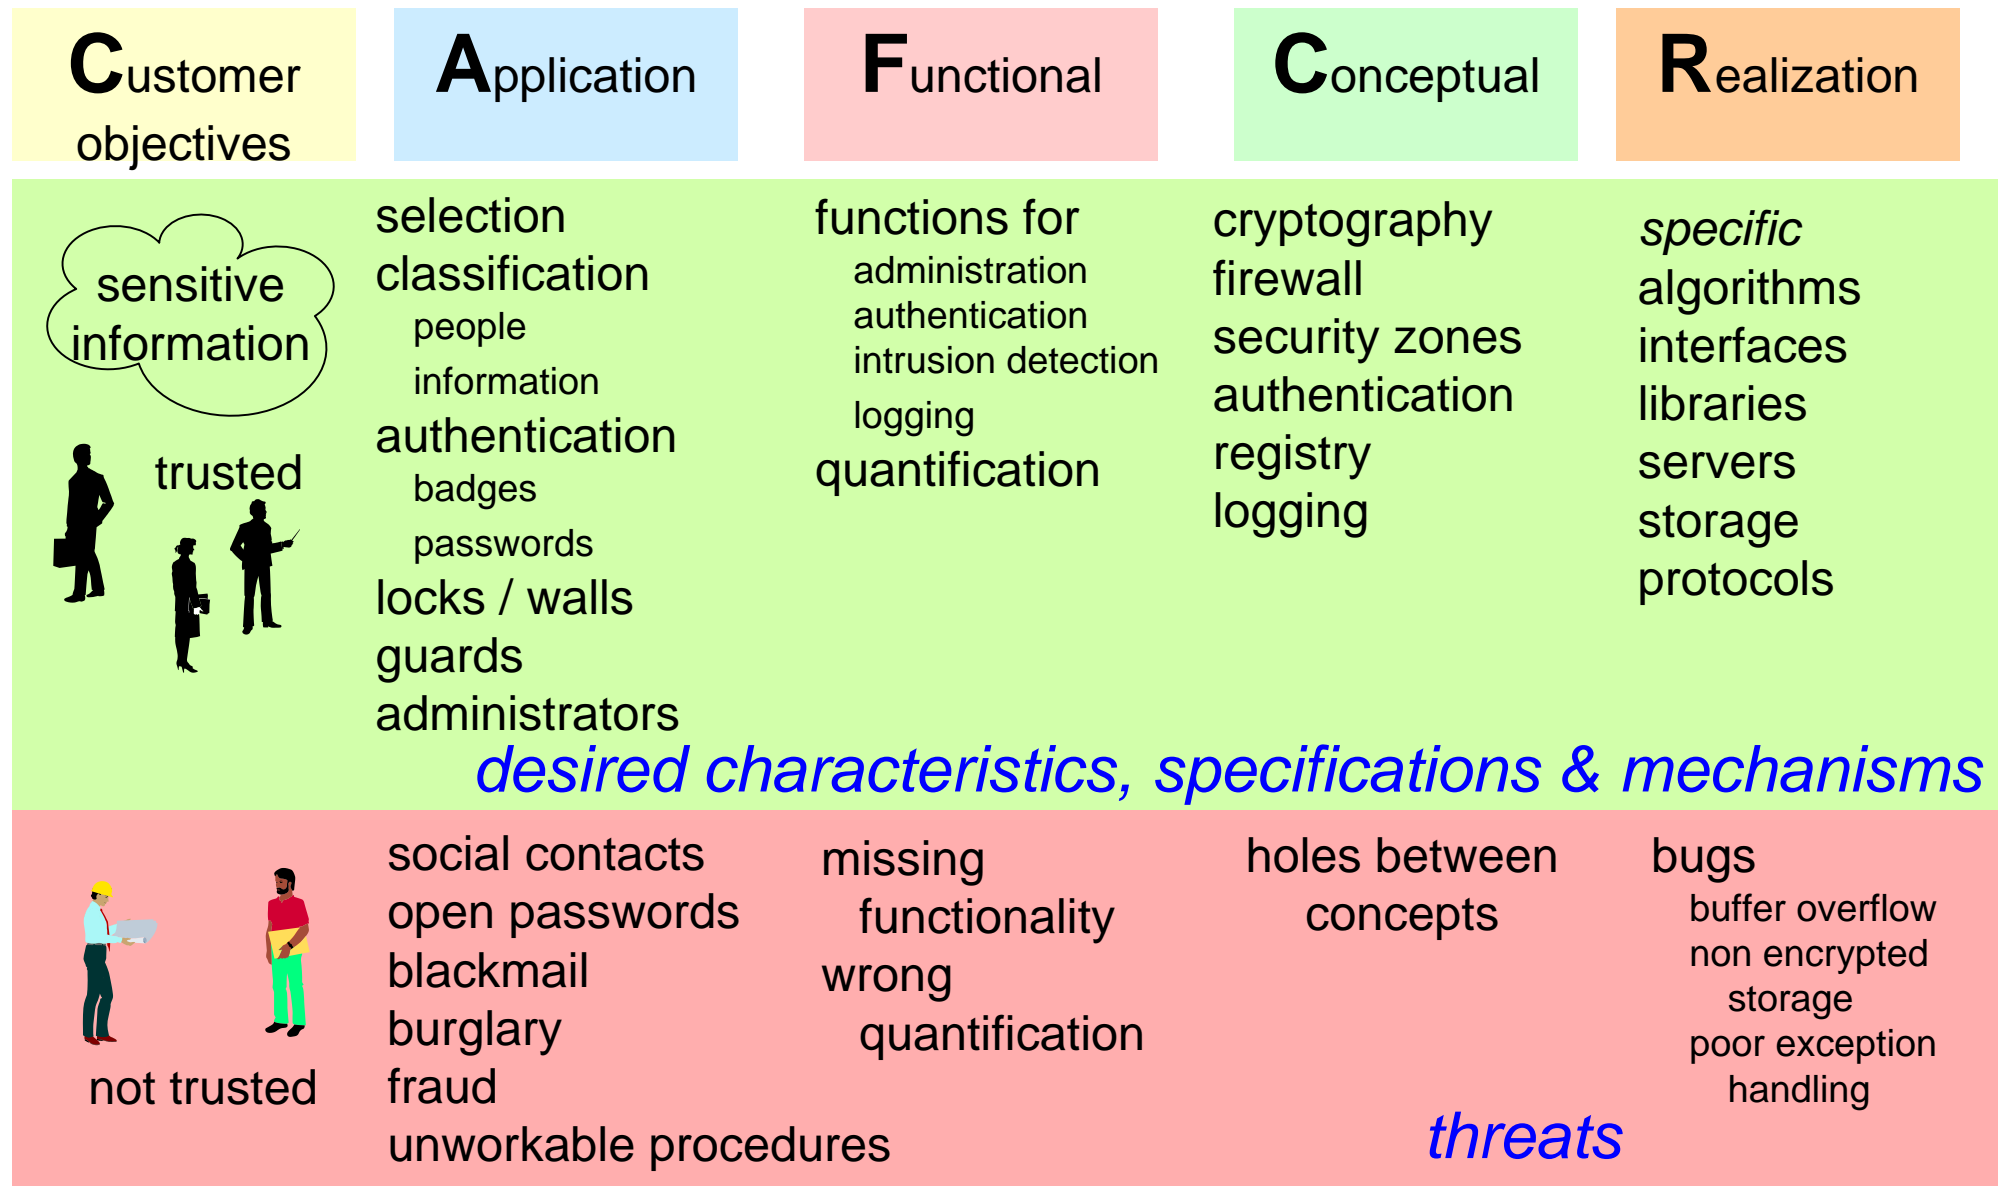 Customer
objectives
Application
Functional
Conceptual
Realization
sensitive
information
trusted
selection
classification
people
information
authentication
badges
passwords
locks / walls
guards
administrators
functions for
administration
authentication
intrusion detection
logging
quantification
cryptography
firewall
security zones
authentication
registry
logging
specific
algorithms
interfaces
libraries
servers
storage
protocols
desired characteristics, specifications & mechanisms
not trusted
social contacts
open passwords
blackmail
burglary
fraud
unworkable procedures
missing
functionality
wrong
quantification
holes between
concepts
bugs
buffer overflow
non encrypted
storage
poor exception
handling
threats